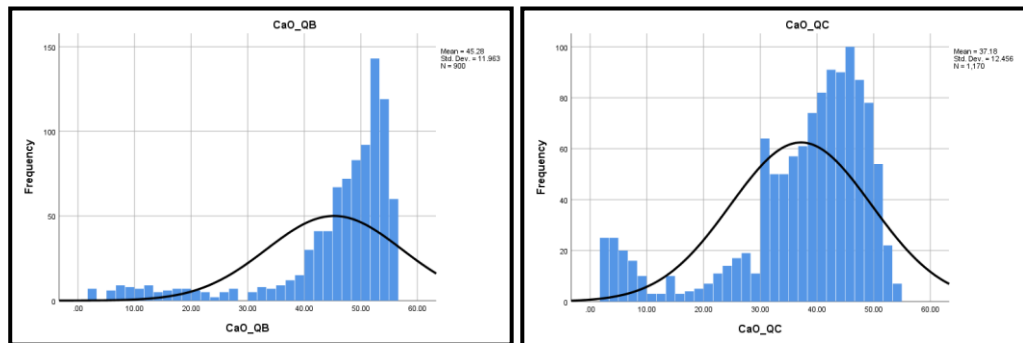 CaO_QB
Mean = 45.28
Std. Dev. = 11.963
N = 900
150
100
50
0
Frequency
.00 10.00 20.00 30.00 40.00 50.00 60.00
CaO_QB
CaO_QC
Mean = 37.18
Std. Dev. = 12.456
N = 1,170
100
80
60
40
20
0
Frequency
.00 10.00 20.00 30.00 40.00 50.00 60.00
CaO_QC